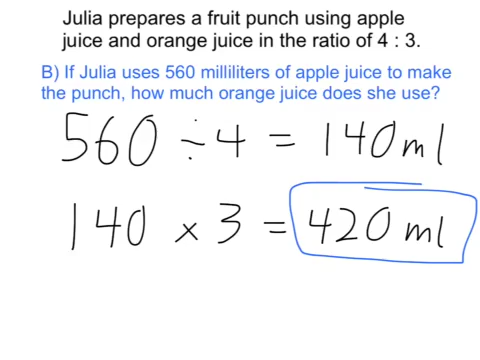 Julia prepares a fruit punch using apple
juice and orange juice in the ratio of 4 : 3.
B) If Julia uses 560 milliliters of apple juice to make
the punch, how much orange juice does she use?
560 ÷ 4 = 140 ml
140 x 3 = 420 ml